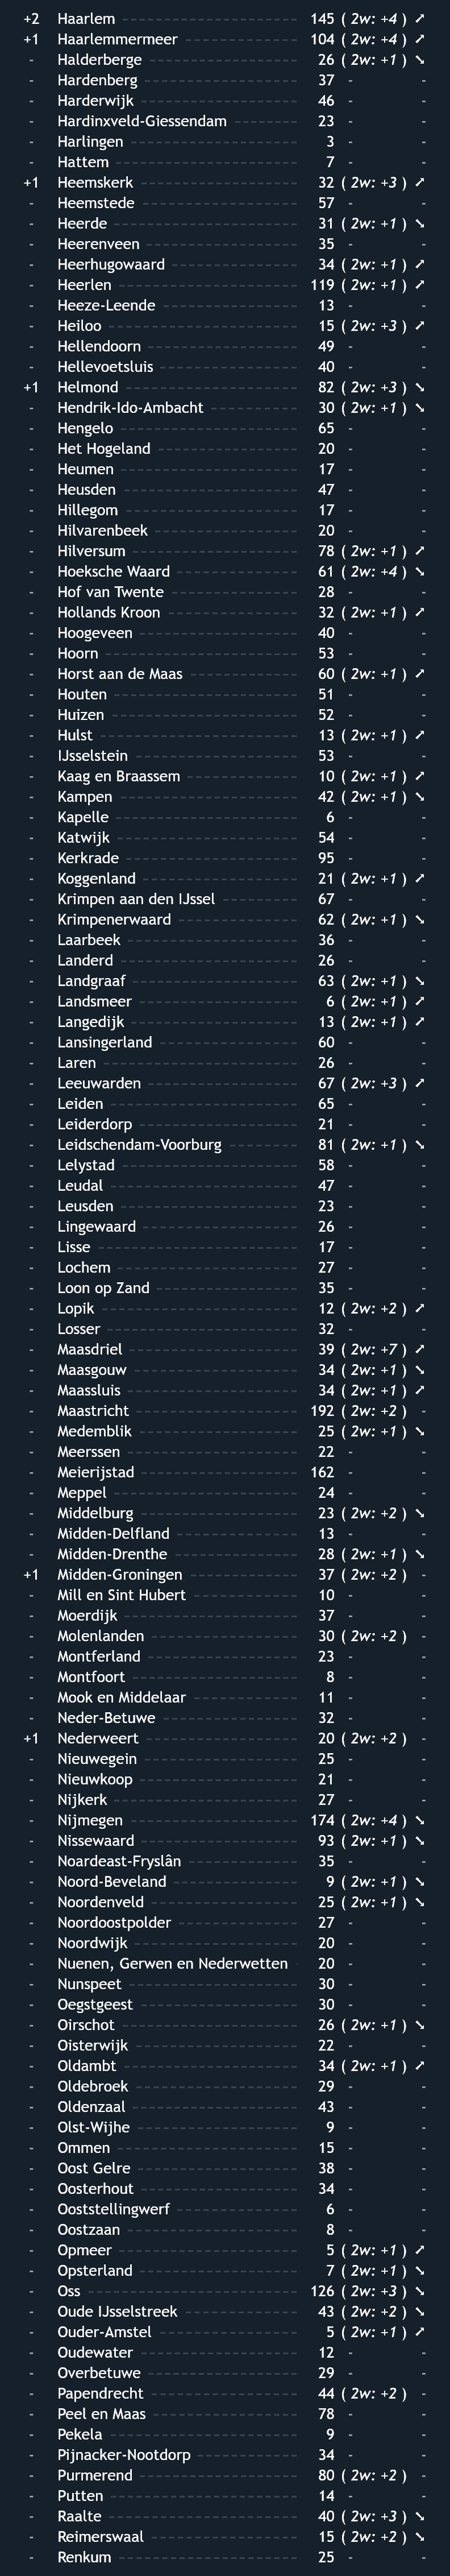 +2 Haarlem 145 ( 2w: +4 ) ➚
+1 Haarlemmermeer 104 ( 2w: +4 ) ➚
- Halderberge 26 ( 2w: +1 ) ➘
- Hardenberg 37 - -
- Harderwijk 46 - -
- Hardinxveld-Giessendam 23 - -
- Harlingen 3 - -
- Hattem 7 - -
+1 Heemskerk 32 ( 2w: +3 ) ➚
- Heemstede 57 - -
- Heerde 31 ( 2w: +1 ) ➘
- Heerenveen 35 - -
- Heerhugowaard 34 ( 2w: +1 ) ➚
- Heerlen 119 ( 2w: +1 ) ➚
- Heeze-Leende 13 - -
- Heiloo 15 ( 2w: +3 ) ➚
- Hellendoorn 49 - -
- Hellevoetsluis 40 - -
+1 Helmond 82 ( 2w: +3 ) ➘
- Hendrik-Ido-Ambacht 30 ( 2w: +1 ) ➘
- Hengelo 65 - -
- Het Hogeland 20 - -
- Heumen 17 - -
- Heusden 47 - -
- Hillegom 17 - -
- Hilvarenbeek 20 - -
- Hilversum 78 ( 2w: +1 ) ➚
- Hoeksche Waard 61 ( 2w: +4 ) ➘
- Hof van Twente 28 - -
- Hollands Kroon 32 ( 2w: +1 ) ➚
- Hoogeveen 40 - -
- Hoorn 53 - -
- Horst aan de Maas 60 ( 2w: +1 ) ➚
- Houten 51 - -
- Huizen 52 - -
- Hulst 13 ( 2w: +1 ) ➚
- IJsselstein 53 - -
- Kaag en Braassem 10 ( 2w: +1 ) ➚
- Kampen 42 ( 2w: +1 ) ➘
- Kapelle 6 - -
- Katwijk 54 - -
- Kerkrade 95 - -
- Koggenland 21 ( 2w: +1 ) ➚
- Krimpen aan den IJssel 67 - -
- Krimpenerwaard 62 ( 2w: +1 ) ➘
- Laarbeek 36 - -
- Landerd 26 - -
- Landgraaf 63 ( 2w: +1 ) ➘
- Landsmeer 6 ( 2w: +1 ) ➚
- Langedijk 13 ( 2w: +1 ) ➚
- Lansingerland 60 - -
- Laren 26 - -
- Leeuwarden 67 ( 2w: +3 ) ➚
- Leiden 65 - -
- Leiderdorp 21 - -
- Leidschendam-Voorburg 81 ( 2w: +1 ) ➘
- Lelystad 58 - -
- Leudal 47 - -
- Leusden 23 - -
- Lingewaard 26 - -
- Lisse 17 - -
- Lochem 27 - -
- Loon op Zand 35 - -
- Lopik 12 ( 2w: +2 ) ➚
- Losser 32 - -
- Maasdriel 39 ( 2w: +7 ) ➚
- Maasgouw 34 ( 2w: +1 ) ➘
- Maassluis 34 ( 2w: +1 ) ➚
- Maastricht 192 ( 2w: +2 ) -
- Medemblik 25 ( 2w: +1 ) ➘
- Meerssen 22 - -
- Meierijstad 162 - -
- Meppel 24 - -
- Middelburg 23 ( 2w: +2 ) ➘
- Midden-Delfland 13 - -
- Midden-Drenthe 28 ( 2w: +1 ) ➘
+1 Midden-Groningen 37 ( 2w: +2 ) -
- Mill en Sint Hubert 10 - -
- Moerdijk 37 - -
- Molenlanden 30 ( 2w: +2 ) -
- Montferland 23 - -
- Montfoort 8 - -
- Mook en Middelaar 11 - -
- Neder-Betuwe 32 - -
+1 Nederweert 20 ( 2w: +2 ) -
- Nieuwegein 25 - -
- Nieuwkoop 21 - -
- Nijkerk 27 - -
- Nijmegen 174 ( 2w: +4 ) ➘
- Nissewaard 93 ( 2w: +1 ) ➘
- Noardeast-Fryslân 35 - -
- Noord-Beveland 9 ( 2w: +1 ) ➘
- Noordenveld 25 ( 2w: +1 ) ➘
- Noordoostpolder 27 - -
- Noordwijk 20 - -
- Nuenen, Gerwen en Nederwetten 20 - -
- Nunspeet 30 - -
- Oegstgeest 30 - -
- Oirschot 26 ( 2w: +1 ) ➘
- Oisterwijk 22 - -
- Oldambt 34 ( 2w: +1 ) ➚
- Oldebroek 29 - -
- Oldenzaal 43 - -
- Olst-Wijhe 9 - -
- Ommen 15 - -
- Oost Gelre 38 - -
- Oosterhout 34 - -
- Ooststellingwerf 6 - -
- Oostzaan 8 - -
- Opmeer 5 ( 2w: +1 ) ➚
- Opsterland 7 ( 2w: +1 ) ➘
- Oss 126 ( 2w: +3 ) ➘
- Oude IJsselstreek 43 ( 2w: +2 ) ➘
- Ouder-Amstel 5 ( 2w: +1 ) ➚
- Oudewater 12 - -
- Overbetuwe 29 - -
- Papendrecht 44 ( 2w: +2 ) -
- Peel en Maas 78 - -
- Pekela 9 - -
- Pijnacker-Nootdorp 34 - -
- Purmerend 80 ( 2w: +2 ) -
- Putten 14 - -
- Raalte 40 ( 2w: +3 ) ➘
- Reimerswaal 15 ( 2w: +2 ) ➘
- Renkum 25 - -